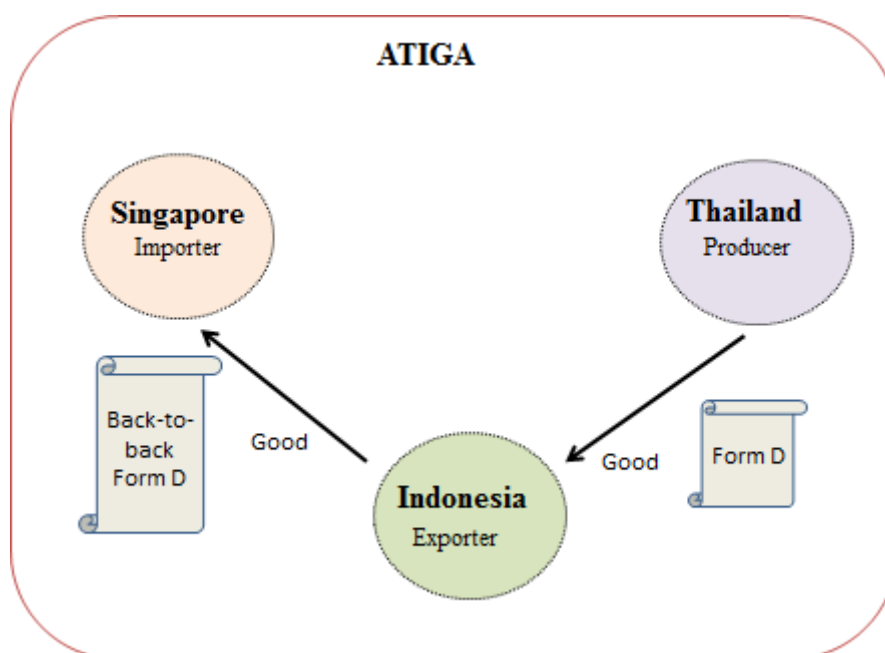 ATIGA
Singapore
Importer
Thailand
Producer
Back-to-
back
Form D
Good
Good
Form D
Indonesia
Exporter